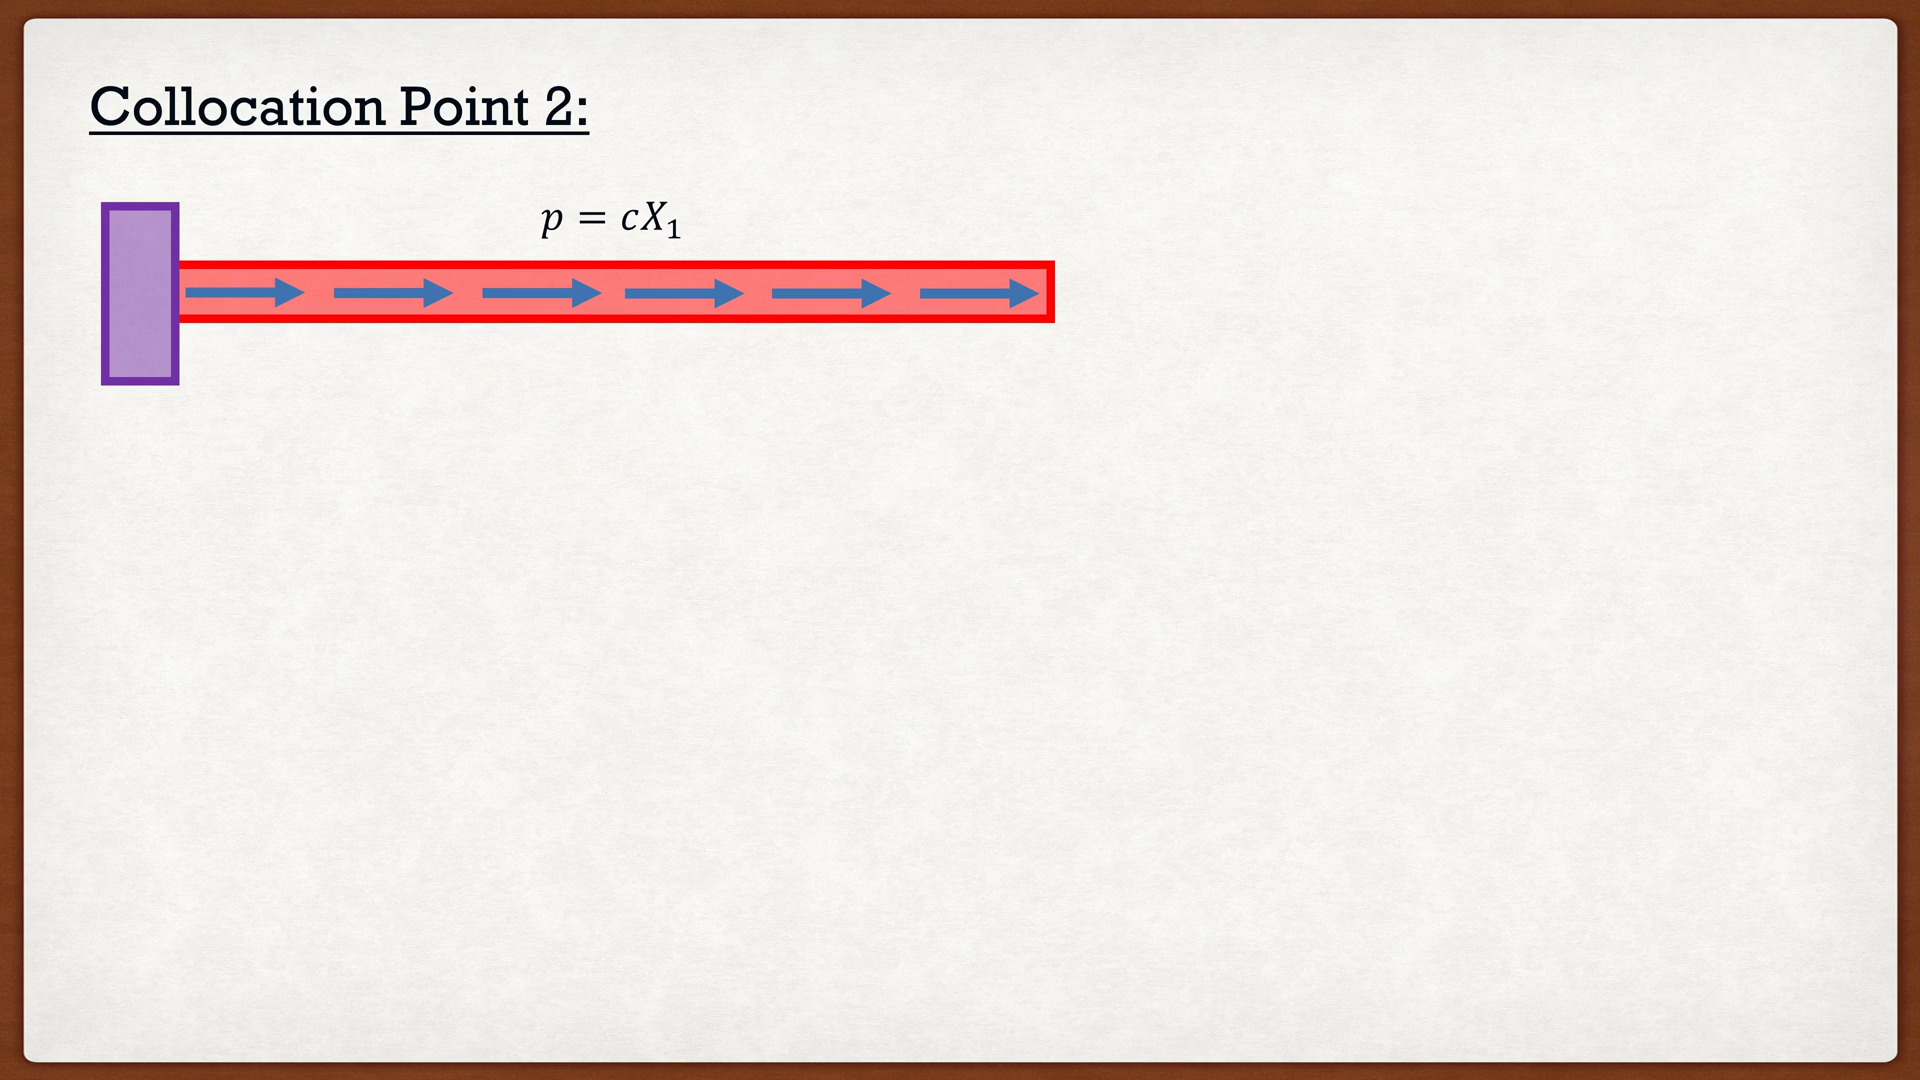 Collocation Point 2:
p = cX₁